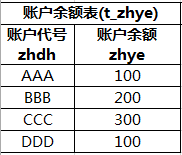 账户余额表(t_zhye)
账户代号 账户余额
zhdh zhye
AAA 100
BBB 200
CCC 300
DDD 100